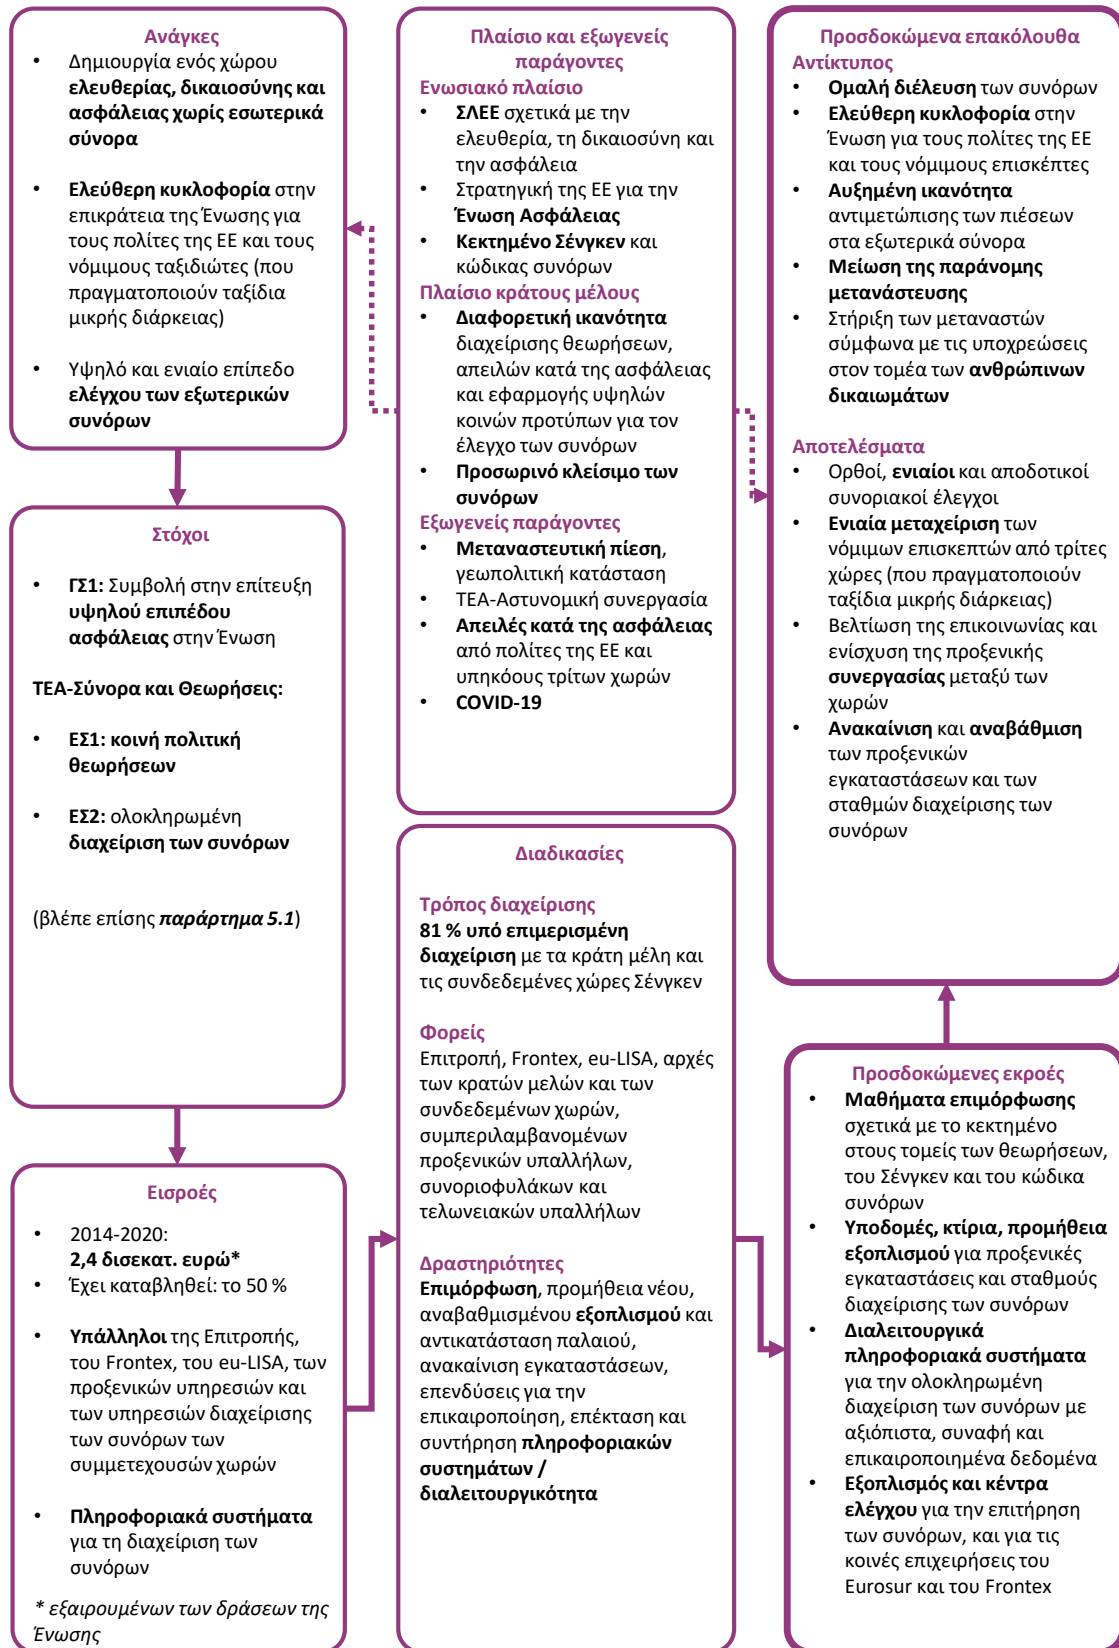 Ανάγκες
• Δημιουργία ενός χώρου
ελευθερίας, δικαιοσύνης και
ασφάλειας χωρίς εσωτερικά
σύνορα
• Ελεύθερη κυκλοφορία στην
επικράτεια της Ένωσης για
τους πολίτες της ΕΕ και τους
νόμιμους ταξιδιώτες (που
πραγματοποιούν ταξίδια
μικρής διάρκειας)
• Υψηλό και ενιαίο επίπεδο
ελέγχου των εξωτερικών
συνόρων
Στόχοι
• ΓΣ1: Συμβολή στην επίτευξη
υψηλού επιπέδου
ασφάλειας στην Ένωση
ΤΕΑ-Σύνορα και Θεωρήσεις:
• ΕΣ1: κοινή πολιτική
θεωρήσεων
• ΕΣ2: ολοκληρωμένη
διαχείριση των συνόρων
(βλέπε επίσης παράρτημα 5.1)
Εισροές
• 2014-2020:
2,4 δισεκατ. ευρώ*
• Έχει καταβληθεί: το 50 %
• Υπάλληλοι της Επιτροπής,
του Frontex, του eu-LISA, των
προξενικών υπηρεσιών και
των υπηρεσιών διαχείρισης
των συνόρων των
συμμετεχουσών χωρών
• Πληροφοριακά συστήματα
για τη διαχείριση των
συνόρων
* εξαιρουμένων των δράσεων της
Ένωσης
Πλαίσιο και εξωγενείς
παράγοντες
Ενωσιακό πλαίσιο
• ΣΛΕΕ σχετικά με την
ελευθερία, τη δικαιοσύνη και
την ασφάλεια
• Στρατηγική της ΕΕ για την
Ένωση Ασφάλειας
• Κεκτημένο Σένγκεν και
κώδικας συνόρων
Πλαίσιο κράτους μέλους
• Διαφορετική ικανότητα
διαχείρισης θεωρήσεων,
απειλών κατά της ασφάλειας
και εφαρμογής υψηλών
κοινών προτύπων για τον
έλεγχο των συνόρων
• Προσωρινό κλείσιμο των
συνόρων
Εξωγενείς παράγοντες
• Μεταναστευτική πίεση,
γεωπολιτική κατάσταση
• ΤΕΑ-Αστυνομική συνεργασία
• Απειλές κατά της ασφάλειας
από πολίτες της ΕΕ και
υπηκόους τρίτων χωρών
• COVID-19
Διαδικασίες
Τρόπος διαχείρισης
81 % υπό επιμερισμένη
διαχείριση με τα κράτη μέλη και
τις συνδεδεμένες χώρες Σένγκεν
Φορείς
Επιτροπή, Frontex, eu-LISA, αρχές
των κρατών μελών και των
συνδεδεμένων χωρών,
συμπεριλαμβανομένων
προξενικών υπαλλήλων,
συνοριοφυλάκων και
τελωνειακών υπαλλήλων
Δραστηριότητες
Επιμόρφωση, προμήθεια νέου,
αναβαθμισμένου εξοπλισμού και
αντικατάσταση παλαιού,
ανακαίνιση εγκαταστάσεων,
επενδύσεις για την
επικαιροποίηση, επέκταση και
συντήρηση πληροφοριακών
συστημάτων /
διαλειτουργικότητα
Προσδοκώμενα επακόλουθα
Αντίκτυπος
• Ομαλή διέλευση των συνόρων
• Ελεύθερη κυκλοφορία στην
Ένωση για τους πολίτες της ΕΕ
και τους νόμιμους επισκέπτες
• Αυξημένη ικανότητα
αντιμετώπισης των πιέσεων
στα εξωτερικά σύνορα
• Μείωση της παράνομης
μετανάστευσης
• Στήριξη των μεταναστών
σύμφωνα με τις υποχρεώσεις
στον τομέα των ανθρώπινων
δικαιωμάτων
Αποτελέσματα
• Ορθοί, ενιαίοι και αποδοτικοί
συνοριακοί έλεγχοι
• Ενιαία μεταχείριση των
νόμιμων επισκεπτών από τρίτες
χώρες (που πραγματοποιούν
ταξίδια μικρής διάρκειας)
• Βελτίωση της επικοινωνίας και
ενίσχυση της προξενικής
συνεργασίας μεταξύ των
χωρών
• Ανακαίνιση και αναβάθμιση
των προξενικών
εγκαταστάσεων και των
σταθμών διαχείρισης των
συνόρων
Προσδοκώμενες εκροές
• Μαθήματα επιμόρφωσης
σχετικά με το κεκτημένο
στους τομείς των θεωρήσεων,
του Σένγκεν και του κώδικα
συνόρων
• Υποδομές, κτίρια, προμήθεια
εξοπλισμού για προξενικές
εγκαταστάσεις και σταθμούς
διαχείρισης των συνόρων
• Διαλειτουργικά
πληροφοριακά συστήματα
για την ολοκληρωμένη
διαχείριση των συνόρων με
αξιόπιστα, συναφή και
επικαιροποιημένα δεδομένα
• Εξοπλισμός και κέντρα
ελέγχου για την επιτήρηση
των συνόρων, και για τις
κοινές επιχειρήσεις του
Eurosur και του Frontex